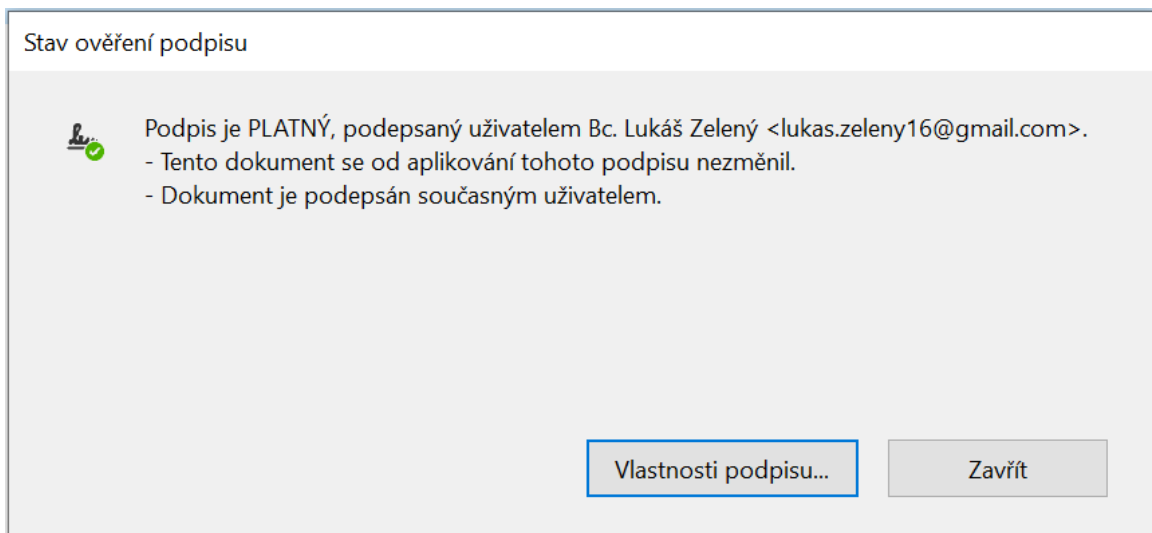 Stav ověření podpisu
Podpis je PLATNÝ, podepsaný uživatelem Bc. Lukáš Zelený <lukas.zeleny16@gmail.com>.
- Tento dokument se od aplikování tohoto podpisu nezměnil.
- Dokument je podepsán současným uživatelem.
Vlastnosti podpisu... Zavřít